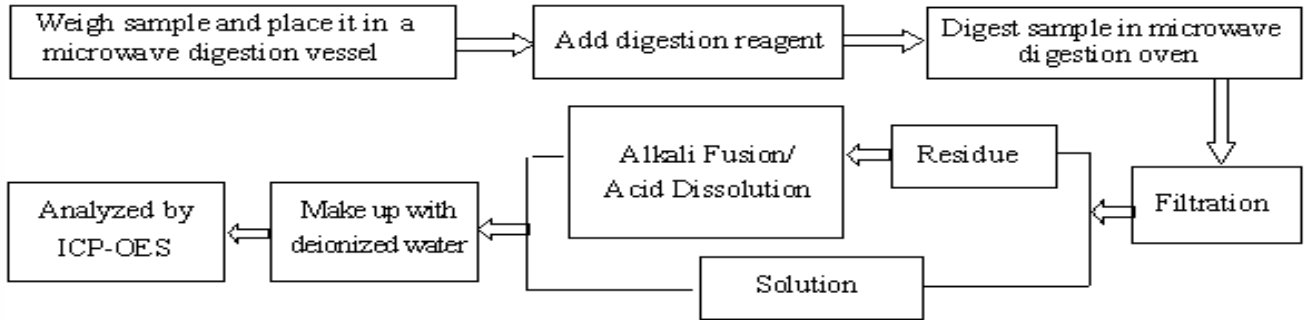 Weigh sample and place it in a
microwave digestion vessel
Add digestion reagent
Digest sample in microwave
digestion oven
Filtration
Residue
Alkali Fusion/
Acid Dissolution
Solution
Make up with
deionized water
Analyzed by
ICP-OES